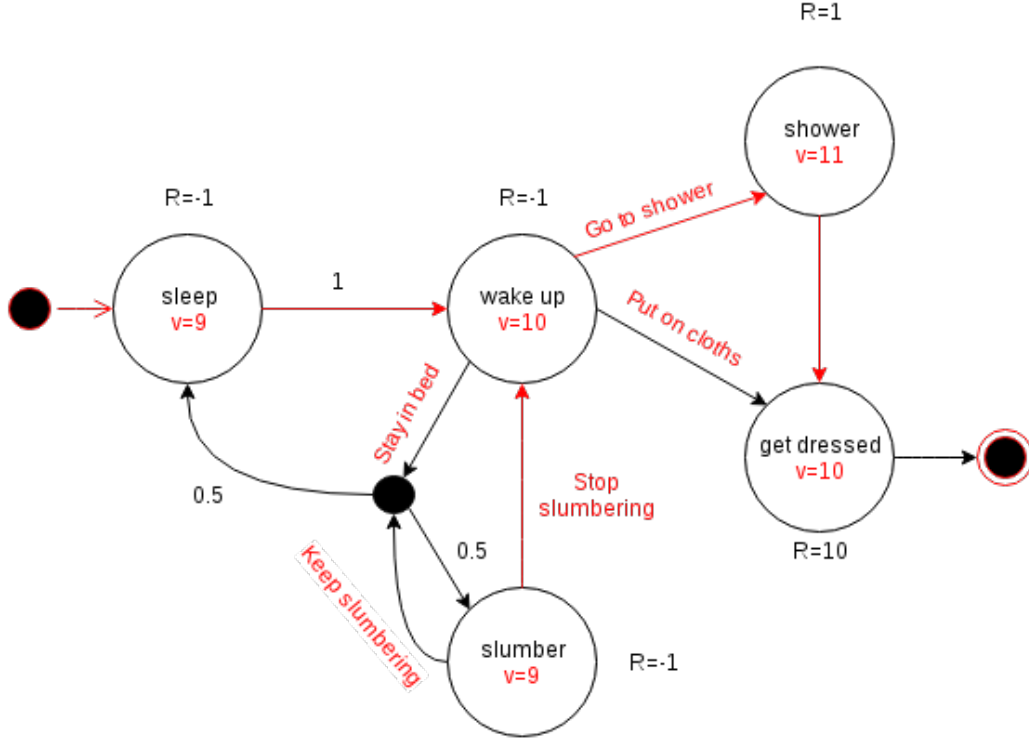 R=1
shower
v=11
R=-1
R=-1
Go to shower
sleep
v=9
1
wake up
v=10
Put on cloths
Stay in bed
get dressed
v=10
0.5
Stop
slumbering
0.5
R=10
Keep slumbering
slumber
v=9
R=-1